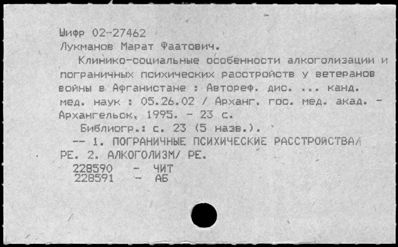 Шифр 02-27462
Лукманов Марат Фаатович.
Клинико-социальные особенности алкоголизации и
пограничных психических расстройств у ветеранов
войны в Афганистане : Автореф. дис. ... канд.
мед. наук : 05.26.02 / Арханг. гос. мед. акад. -
Архангельск, 1995. - 23 с.
Библиогр.: с. 23 (5 назв.).
-- 1. ПОГРАНИЧНЫЕ ПСИХИЧЕСКИЕ РАССТРОЙСТВА/
РЕ. 2. АЛКОГОЛИЗМ/ РЕ.
228590 - ЧИТ
228591 - АБ